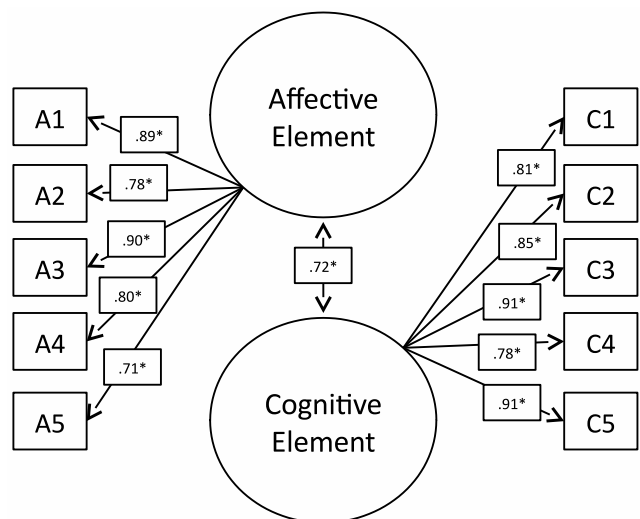 Affective
Element
A1
A2
A3
A4
A5
.89*
.78*
.90*
.80*
.71*
.72*
C1
C2
C3
C4
C5
.81*
.85*
.91*
.78*
.91*
Cognitive
Element